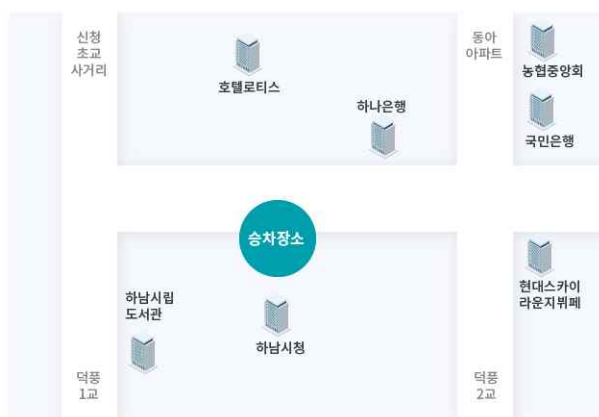 신청
초교
사거리
호텔로티스
하나은행
동아
아파트
농협중앙회
국민은행
승차장소
하남시립
도서관
하남시청
현대스카이
라운지뷔페
덕풍
1교
덕풍
2교